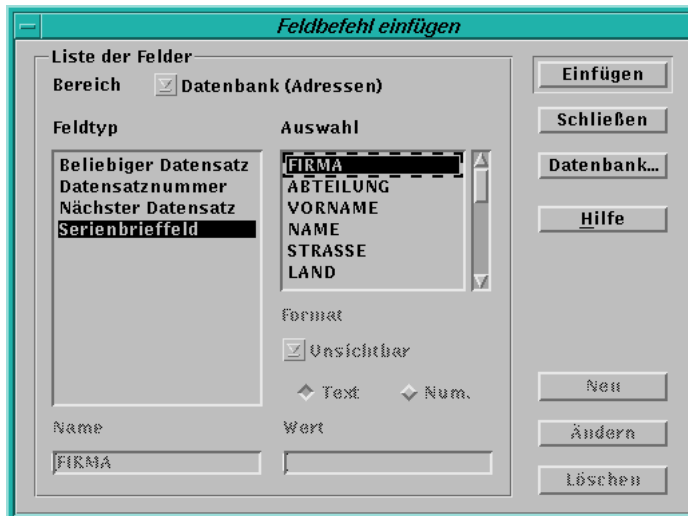 Feldbefehl einfügen
Liste der Felder
Bereich Datenbank (Adressen)
Feldtyp
Beliebiger Datensatz
Datensatznummer
Nächster Datensatz
Serienbrieffeld
Auswahl
FIRMA
ABTEILUNG
VORNAME
NAME
STRASSE
LAND
Format
Unsichtbar
Text Num.
Name
FIRMA
Wert
Einfügen
Schließen
Datenbank...
Hilfe
Neu
Ändern
Löschen